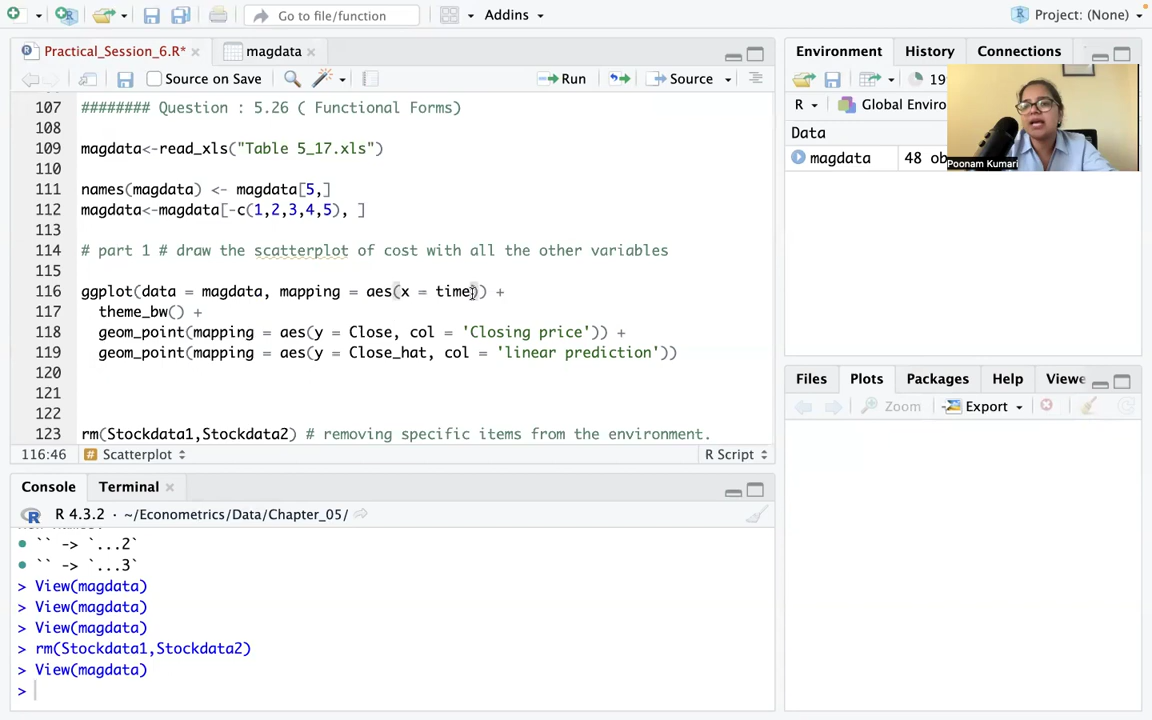 Go to file/function
Addins
Project: (None)
Practical_Session_6.R*
magdata
Source on Save
Run
Source
107 ######## Question : 5.26 ( Functional Forms)
108
109 magdata<-read_xls("Table 5_17.xls")
110
111 names(magdata) <- magdata[5,]
112 magdata<-magdata[-c(1,2,3,4,5), ]
113
114 # part 1 # draw the scatterplot of cost with all the other variables
115
116 ggplot(data = magdata, mapping = aes(x = time)) +
117 theme_bw() +
118 geom_point(mapping = aes(y = Close, col = 'Closing price')) +
119 geom_point(mapping = aes(y = Close_hat, col = 'linear prediction'))
120
121
122
123 rm(Stockdata1,Stockdata2) # removing specific items from the environment.
116:46 # Scatterplot
R Script
Console Terminal
R 4.3.2 · ~/Econometrics/Data/Chapter_05/
• `` -> `...2`
• `` -> `...3`
> View(magdata)
> View(magdata)
> View(magdata)
> rm(Stockdata1,Stockdata2)
> View(magdata)
>
Environment History Connections
19
R Global Enviro
Data
magdata 48 ob
Poonam Kumari
Files Plots Packages Help Viewe
Zoom Export